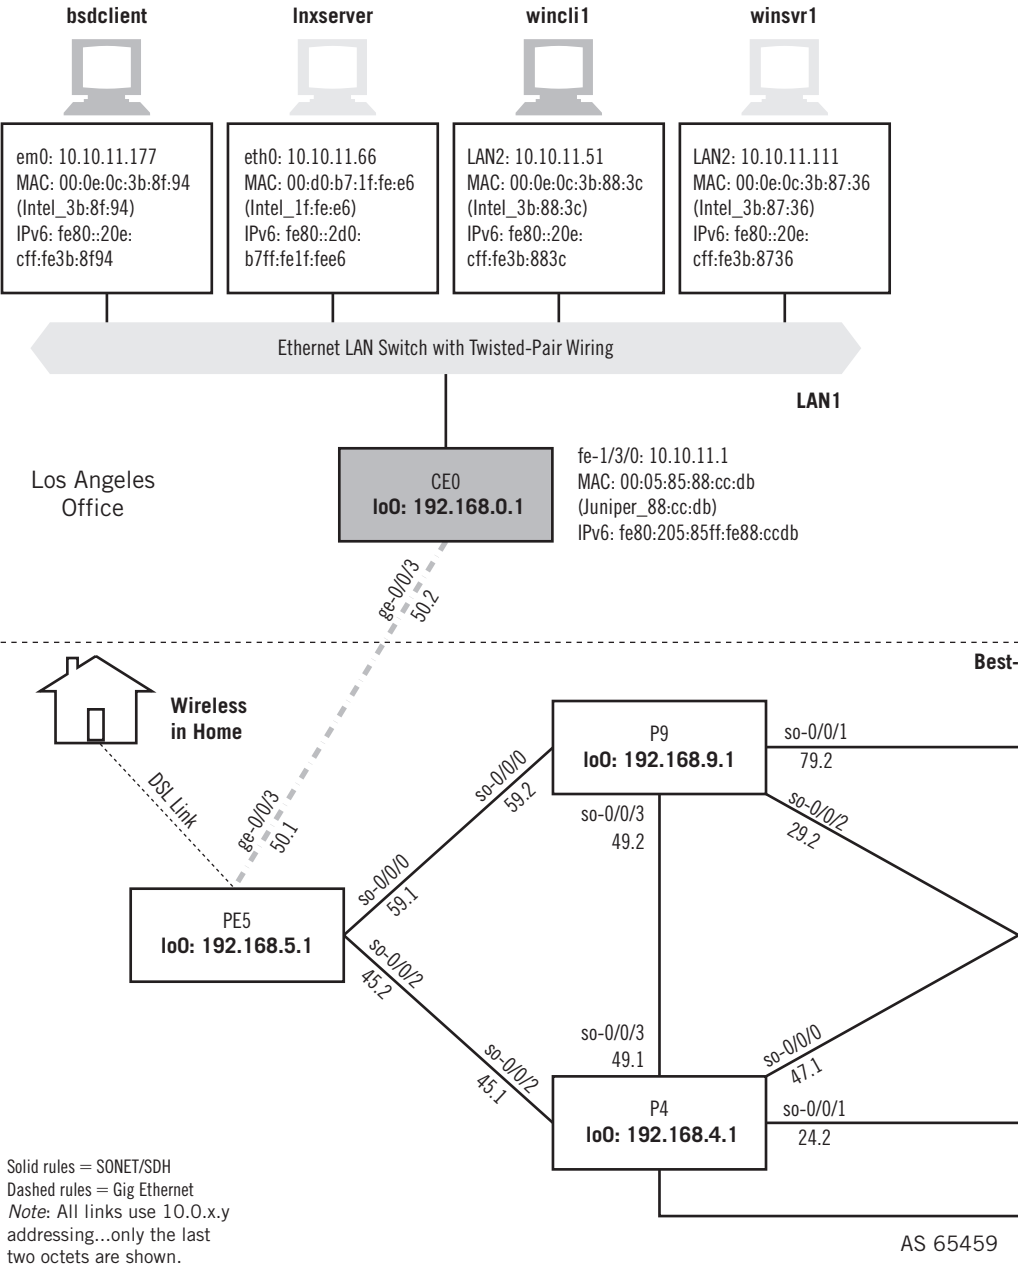 bsdclient
lnxserver
wincli1
winsvr1
em0: 10.10.11.177
MAC: 00:0e:0c:3b:8f:94
(Intel_3b:8f:94)
IPv6: fe80::20e:
cff:fe3b:8f94
eth0: 10.10.11.66
MAC: 00:d0:b7:1f:fe:e6
(Intel_1f:fe:e6)
IPv6: fe80::2d0:
b7ff:fe1f:fee6
LAN2: 10.10.11.51
MAC: 00:0e:0c:3b:88:3c
(Intel_3b:88:3c)
IPv6: fe80::20e:
cff:fe3b:883c
LAN2: 10.10.11.111
MAC: 00:0e:0c:3b:87:36
(Intel_3b:87:36)
IPv6: fe80::20e:
cff:fe3b:8736
Ethernet LAN Switch with Twisted-Pair Wiring
LAN1
Los Angeles
Office
CE0
lo0: 192.168.0.1
fe-1/3/0: 10.10.11.1
MAC: 00:05:85:88:cc:db
(Juniper_88:cc:db)
IPv6: fe80:205:85ff:fe88:ccdb
ge-0/0/3
50.2
Best-
Wireless
in Home
DSL Link
ge-0/0/3
50.1
P9
lo0: 192.168.9.1
so-0/0/1
79.2
so-0/0/0
59.2
so-0/0/3
49.2
so-0/0/2
29.2
so-0/0/0
59.1
PE5
lo0: 192.168.5.1
so-0/0/2
45.2
so-0/0/3
49.1
so-0/0/0
47.1
so-0/0/2
45.1
P4
lo0: 192.168.4.1
so-0/0/1
24.2
Solid rules = SONET/SDH
Dashed rules = Gig Ethernet
Note: All links use 10.0.x.y
addressing...only the last
two octets are shown.
AS 65459